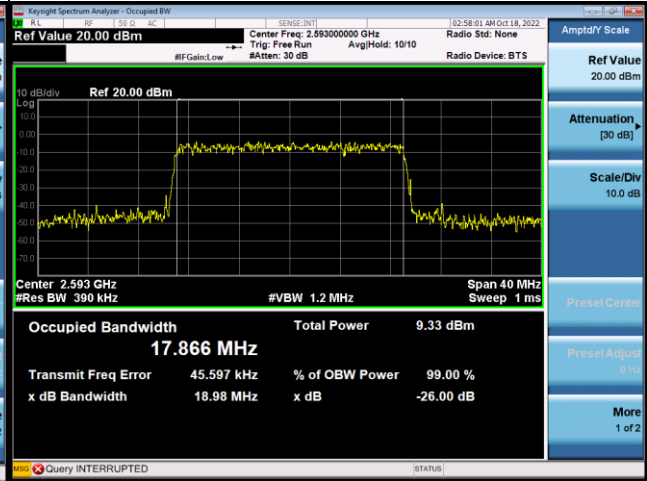 Keysight Spectrum Analyzer - Occupied BW
RL RF 50 Ω AC SENSE:INT 02:58:01 AM Oct 18, 2022
Ref Value 20.00 dBm Center Freq: 2.593000000 GHz Radio Std: None
Trig: Free Run Avg|Hold: 10/10
#IFGain:Low #Atten: 30 dB Radio Device: BTS
10 dB/div Ref 20.00 dBm
Log
10.0
0.00
-10.0
-20.0
-30.0
-40.0
-50.0
-60.0
-70.0
Center 2.593 GHz Span 40 MHz
#Res BW 390 kHz #VBW 1.2 MHz Sweep 1 ms
Occupied Bandwidth Total Power 9.33 dBm
17.866 MHz
Transmit Freq Error 45.597 kHz % of OBW Power 99.00 %
x dB Bandwidth 18.98 MHz x dB -26.00 dB
MSG Query INTERRUPTED STATUS
Amptd/Y Scale
Ref Value
20.00 dBm
Attenuation
[30 dB]
Scale/Div
10.0 dB
Presel Center
Presel Adjust
0 Hz
More
1 of 2